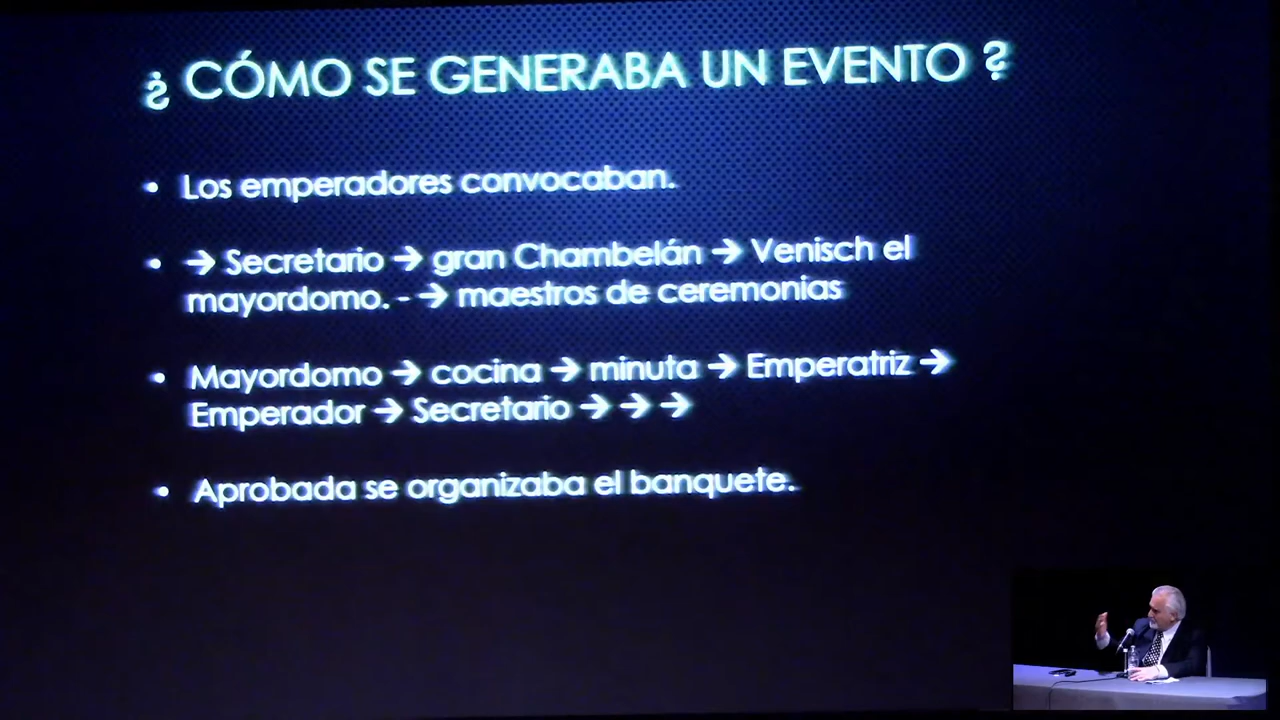 ¿ CÓMO SE GENERABA UN EVENTO ?
• Los emperadores convocaban.
• → Secretario → gran Chambelán → Venisch el
mayordomo. - → maestros de ceremonias
• Mayordomo → cocina → minuta → Emperatriz →
Emperador → Secretario → → →
• Aprobada se organizaba el banquete.